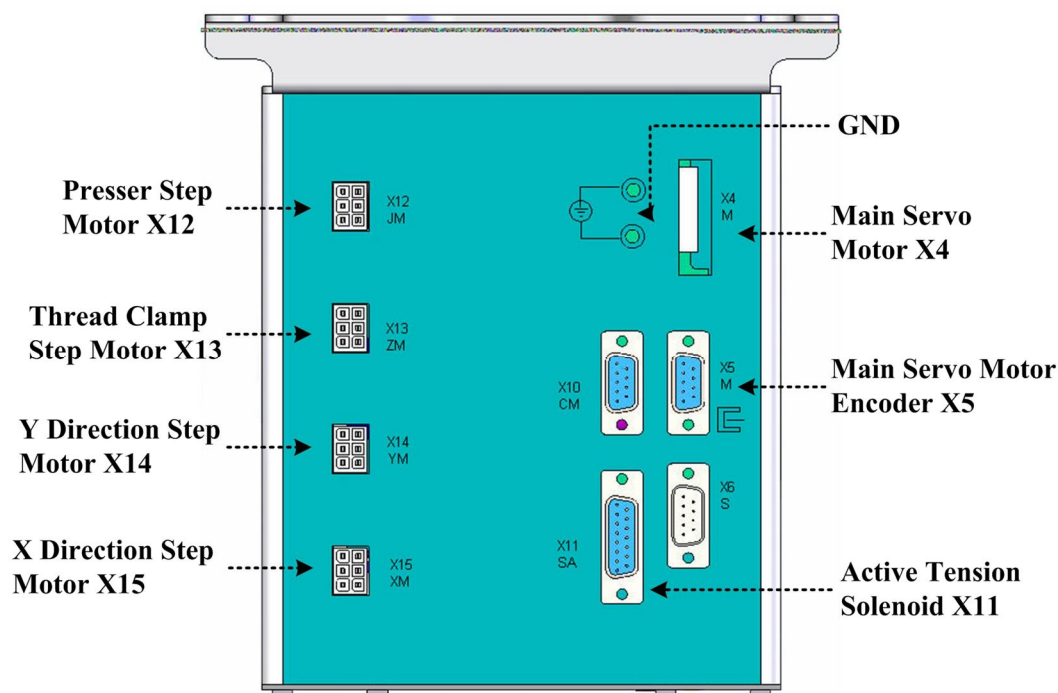 GND
Presser Step
Motor X12
X12
JM
X4
M
Main Servo
Motor X4
Thread Clamp
Step Motor X13
X13
ZM
X10
CM
X5
M
Main Servo Motor
Encoder X5
Y Direction Step
Motor X14
X14
YM
X6
S
X Direction Step
Motor X15
X15
XM
X11
SA
Active Tension
Solenoid X11